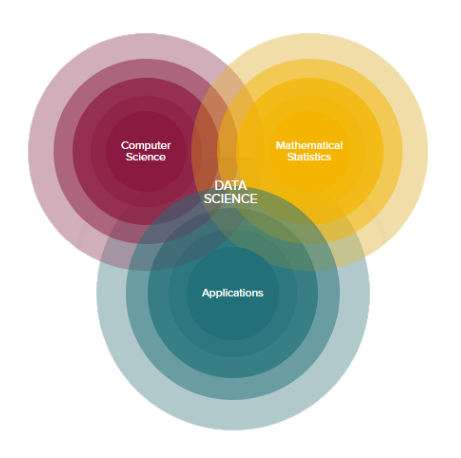 Computer
Science
Mathematical
Statistics
DATA
SCIENCE
Applications